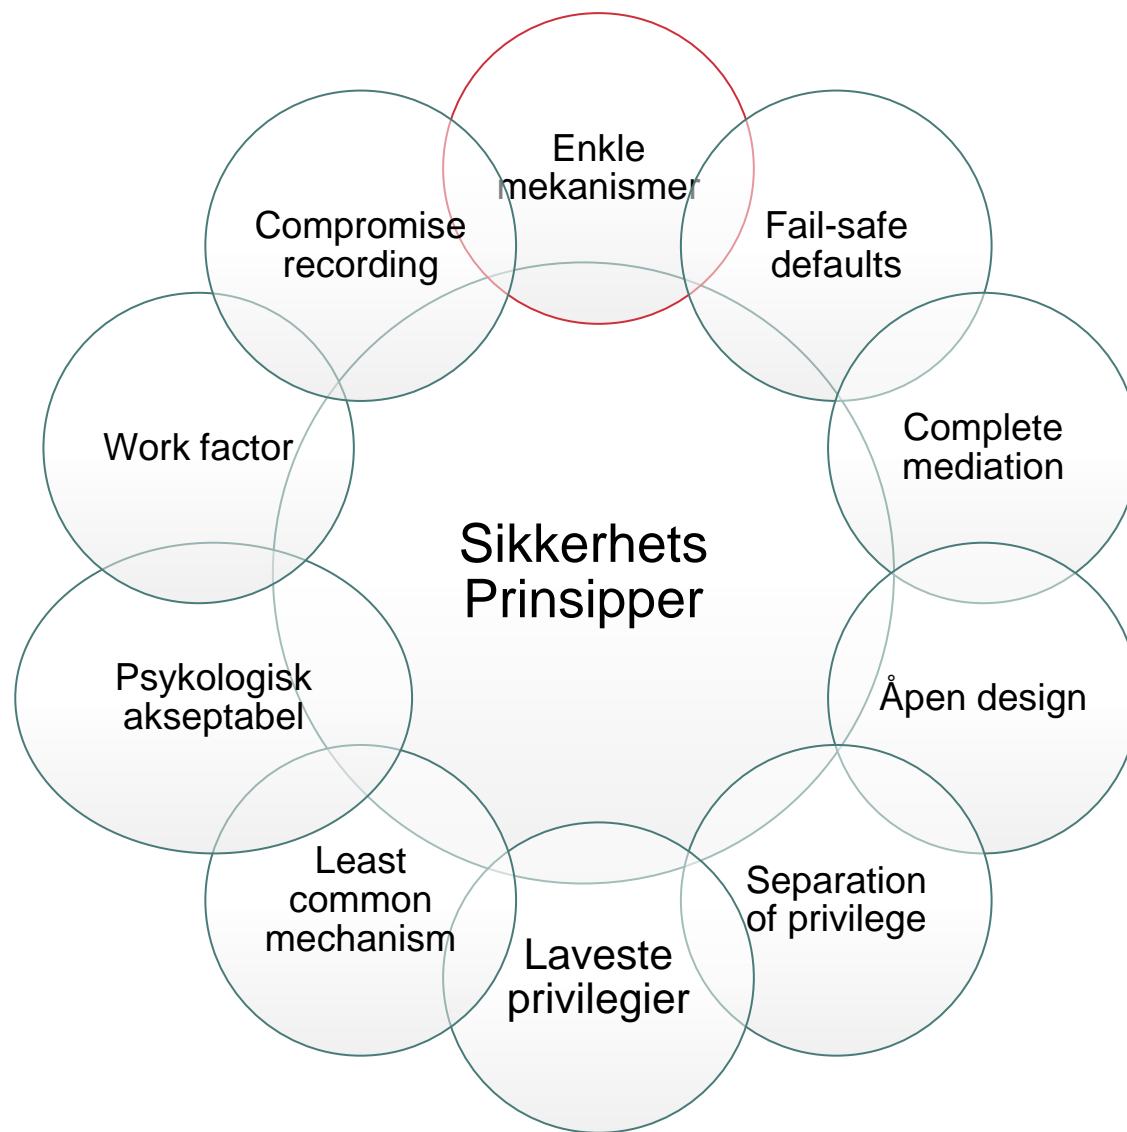 Enkle
mekanismer
Fail-safe
defaults
Complete
mediation
Åpen design
Separation
of privilege
Laveste
privilegier
Least
common
mechanism
Psykologisk
akseptabel
Work factor
Compromise
recording
Sikkerhets
Prinsipper